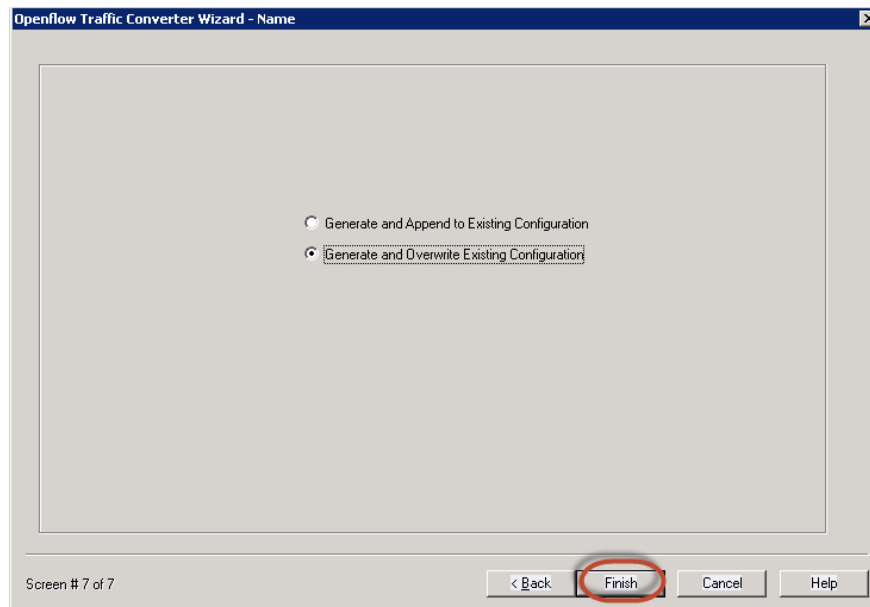 Openflow Traffic Converter Wizard - Name
Generate and Append to Existing Configuration
Generate and Overwrite Existing Configuration
Screen # 7 of 7
< Back
Finish
Cancel
Help